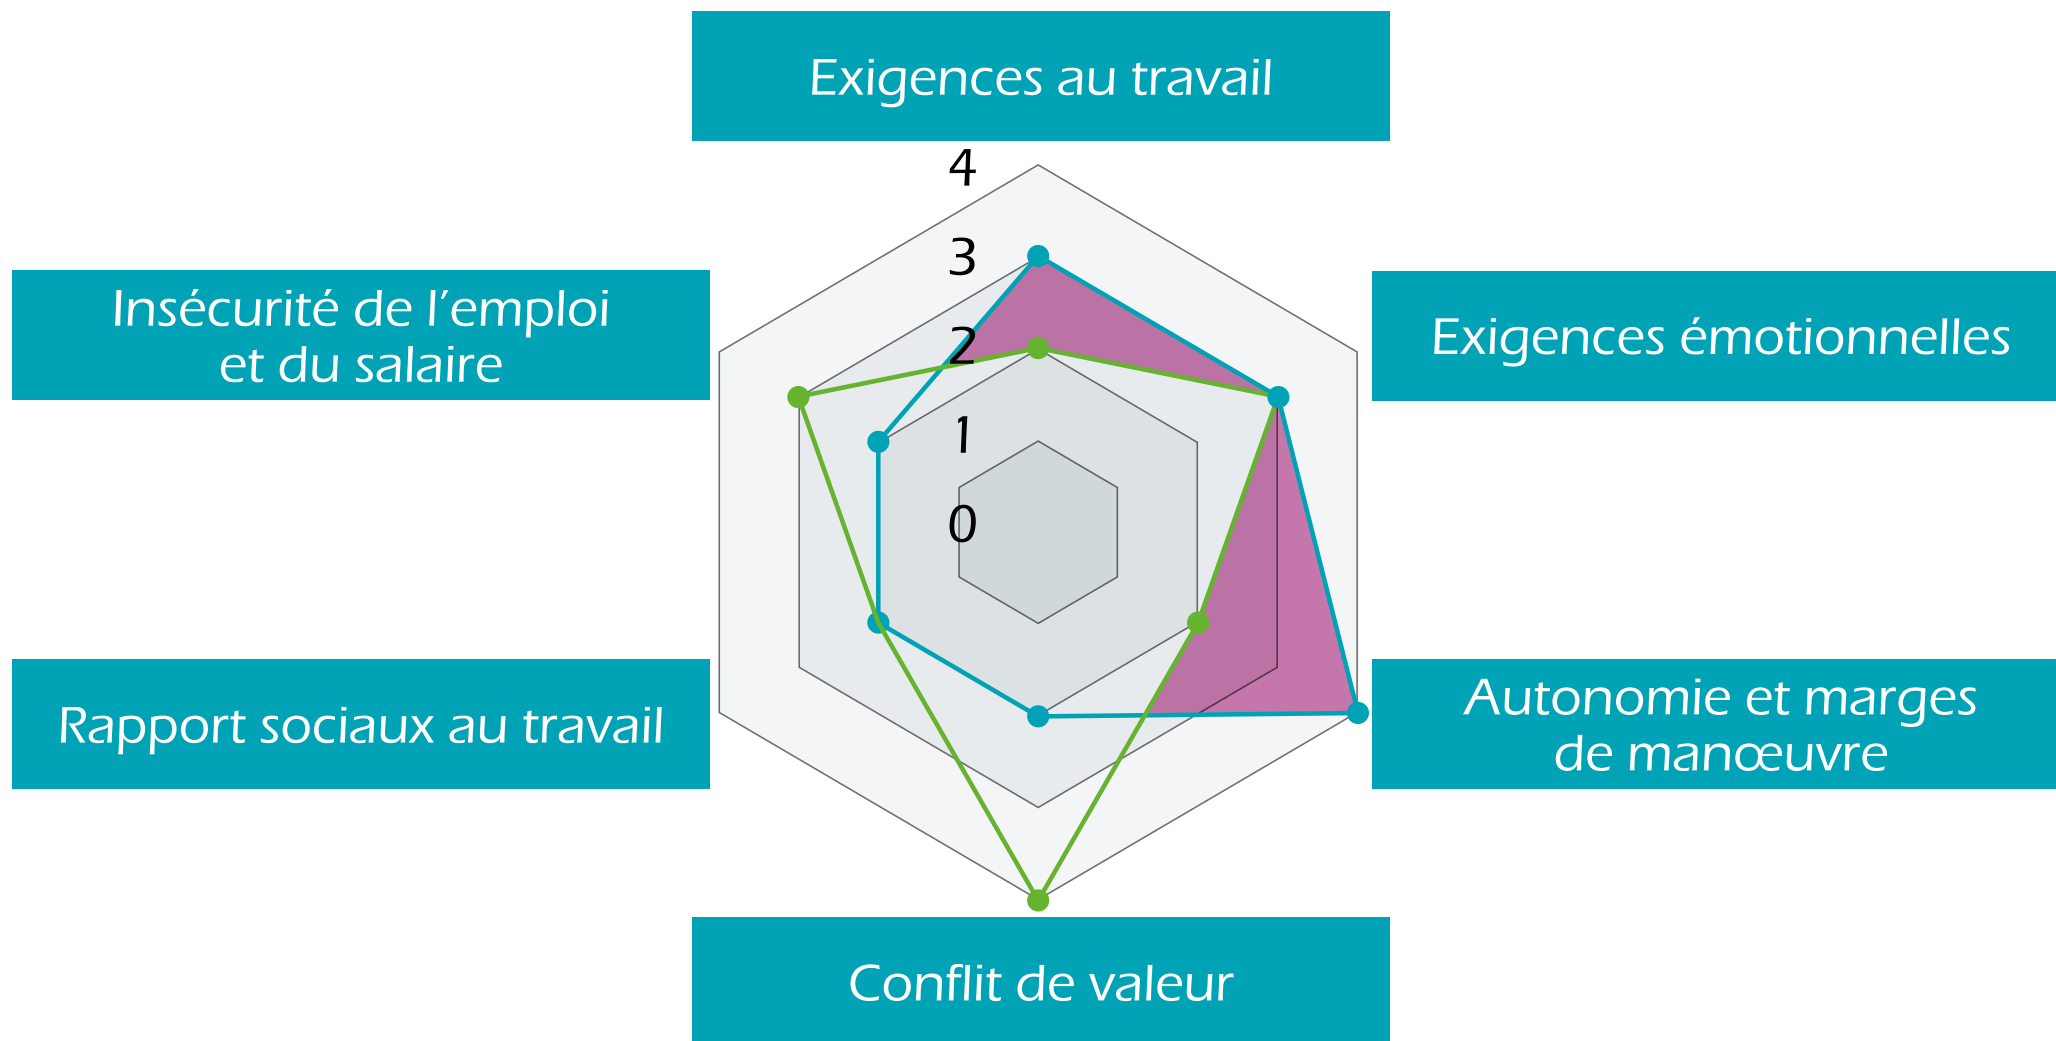 Exigences au travail
4
3
Insécurité de l’emploi
et du salaire
Exigences émotionnelles
2
1
0
Rapport sociaux au travail
Autonomie et marges
de manœuvre
Conflit de valeur